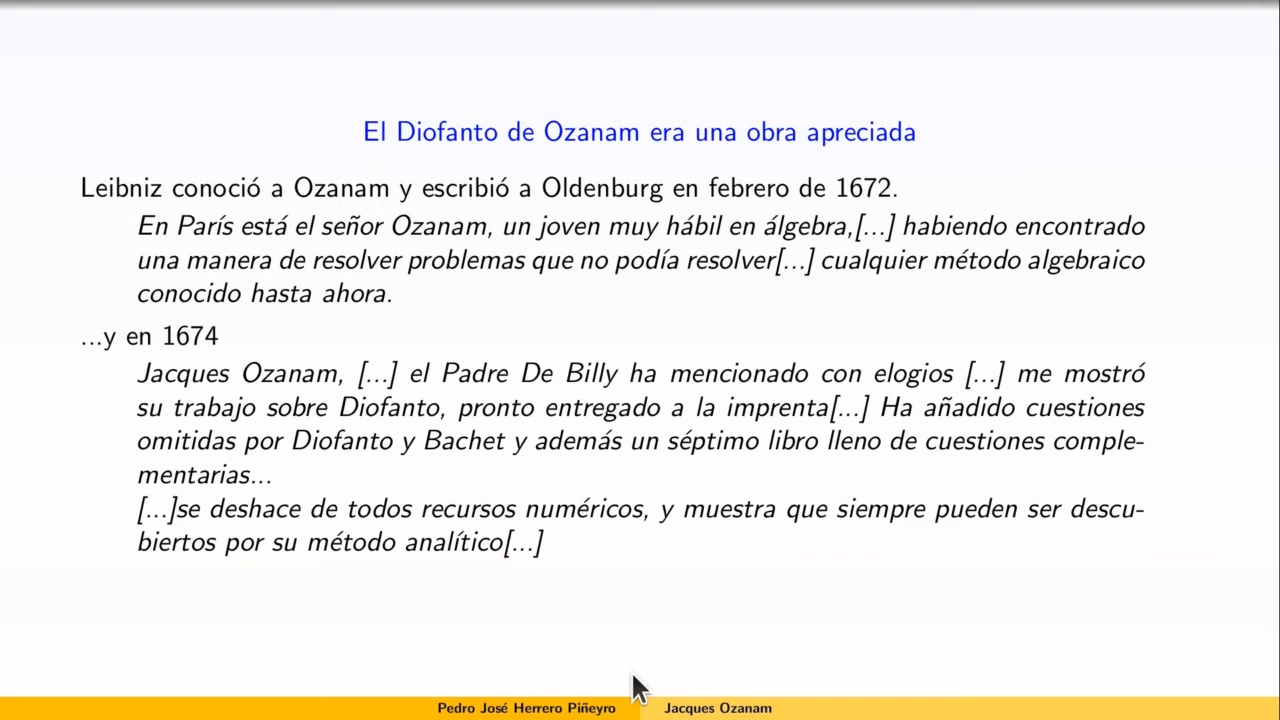 El Diofanto de Ozanam era una obra apreciada
Leibniz conoció a Ozanam y escribió a Oldenburg en febrero de 1672.
En París está el señor Ozanam, un joven muy hábil en álgebra,[...] habiendo encontrado
una manera de resolver problemas que no podía resolver[...] cualquier método algebraico
conocido hasta ahora.
...y en 1674
Jacques Ozanam, [...] el Padre De Billy ha mencionado con elogios [...] me mostró
su trabajo sobre Diofanto, pronto entregado a la imprenta[...] Ha añadido cuestiones
omitidas por Diofanto y Bachet y además un séptimo libro lleno de cuestiones comple-
mentarias...
[...]se deshace de todos recursos numéricos, y muestra que siempre pueden ser descu-
biertos por su método analítico[...]
Pedro José Herrero Piñeyro
Jacques Ozanam